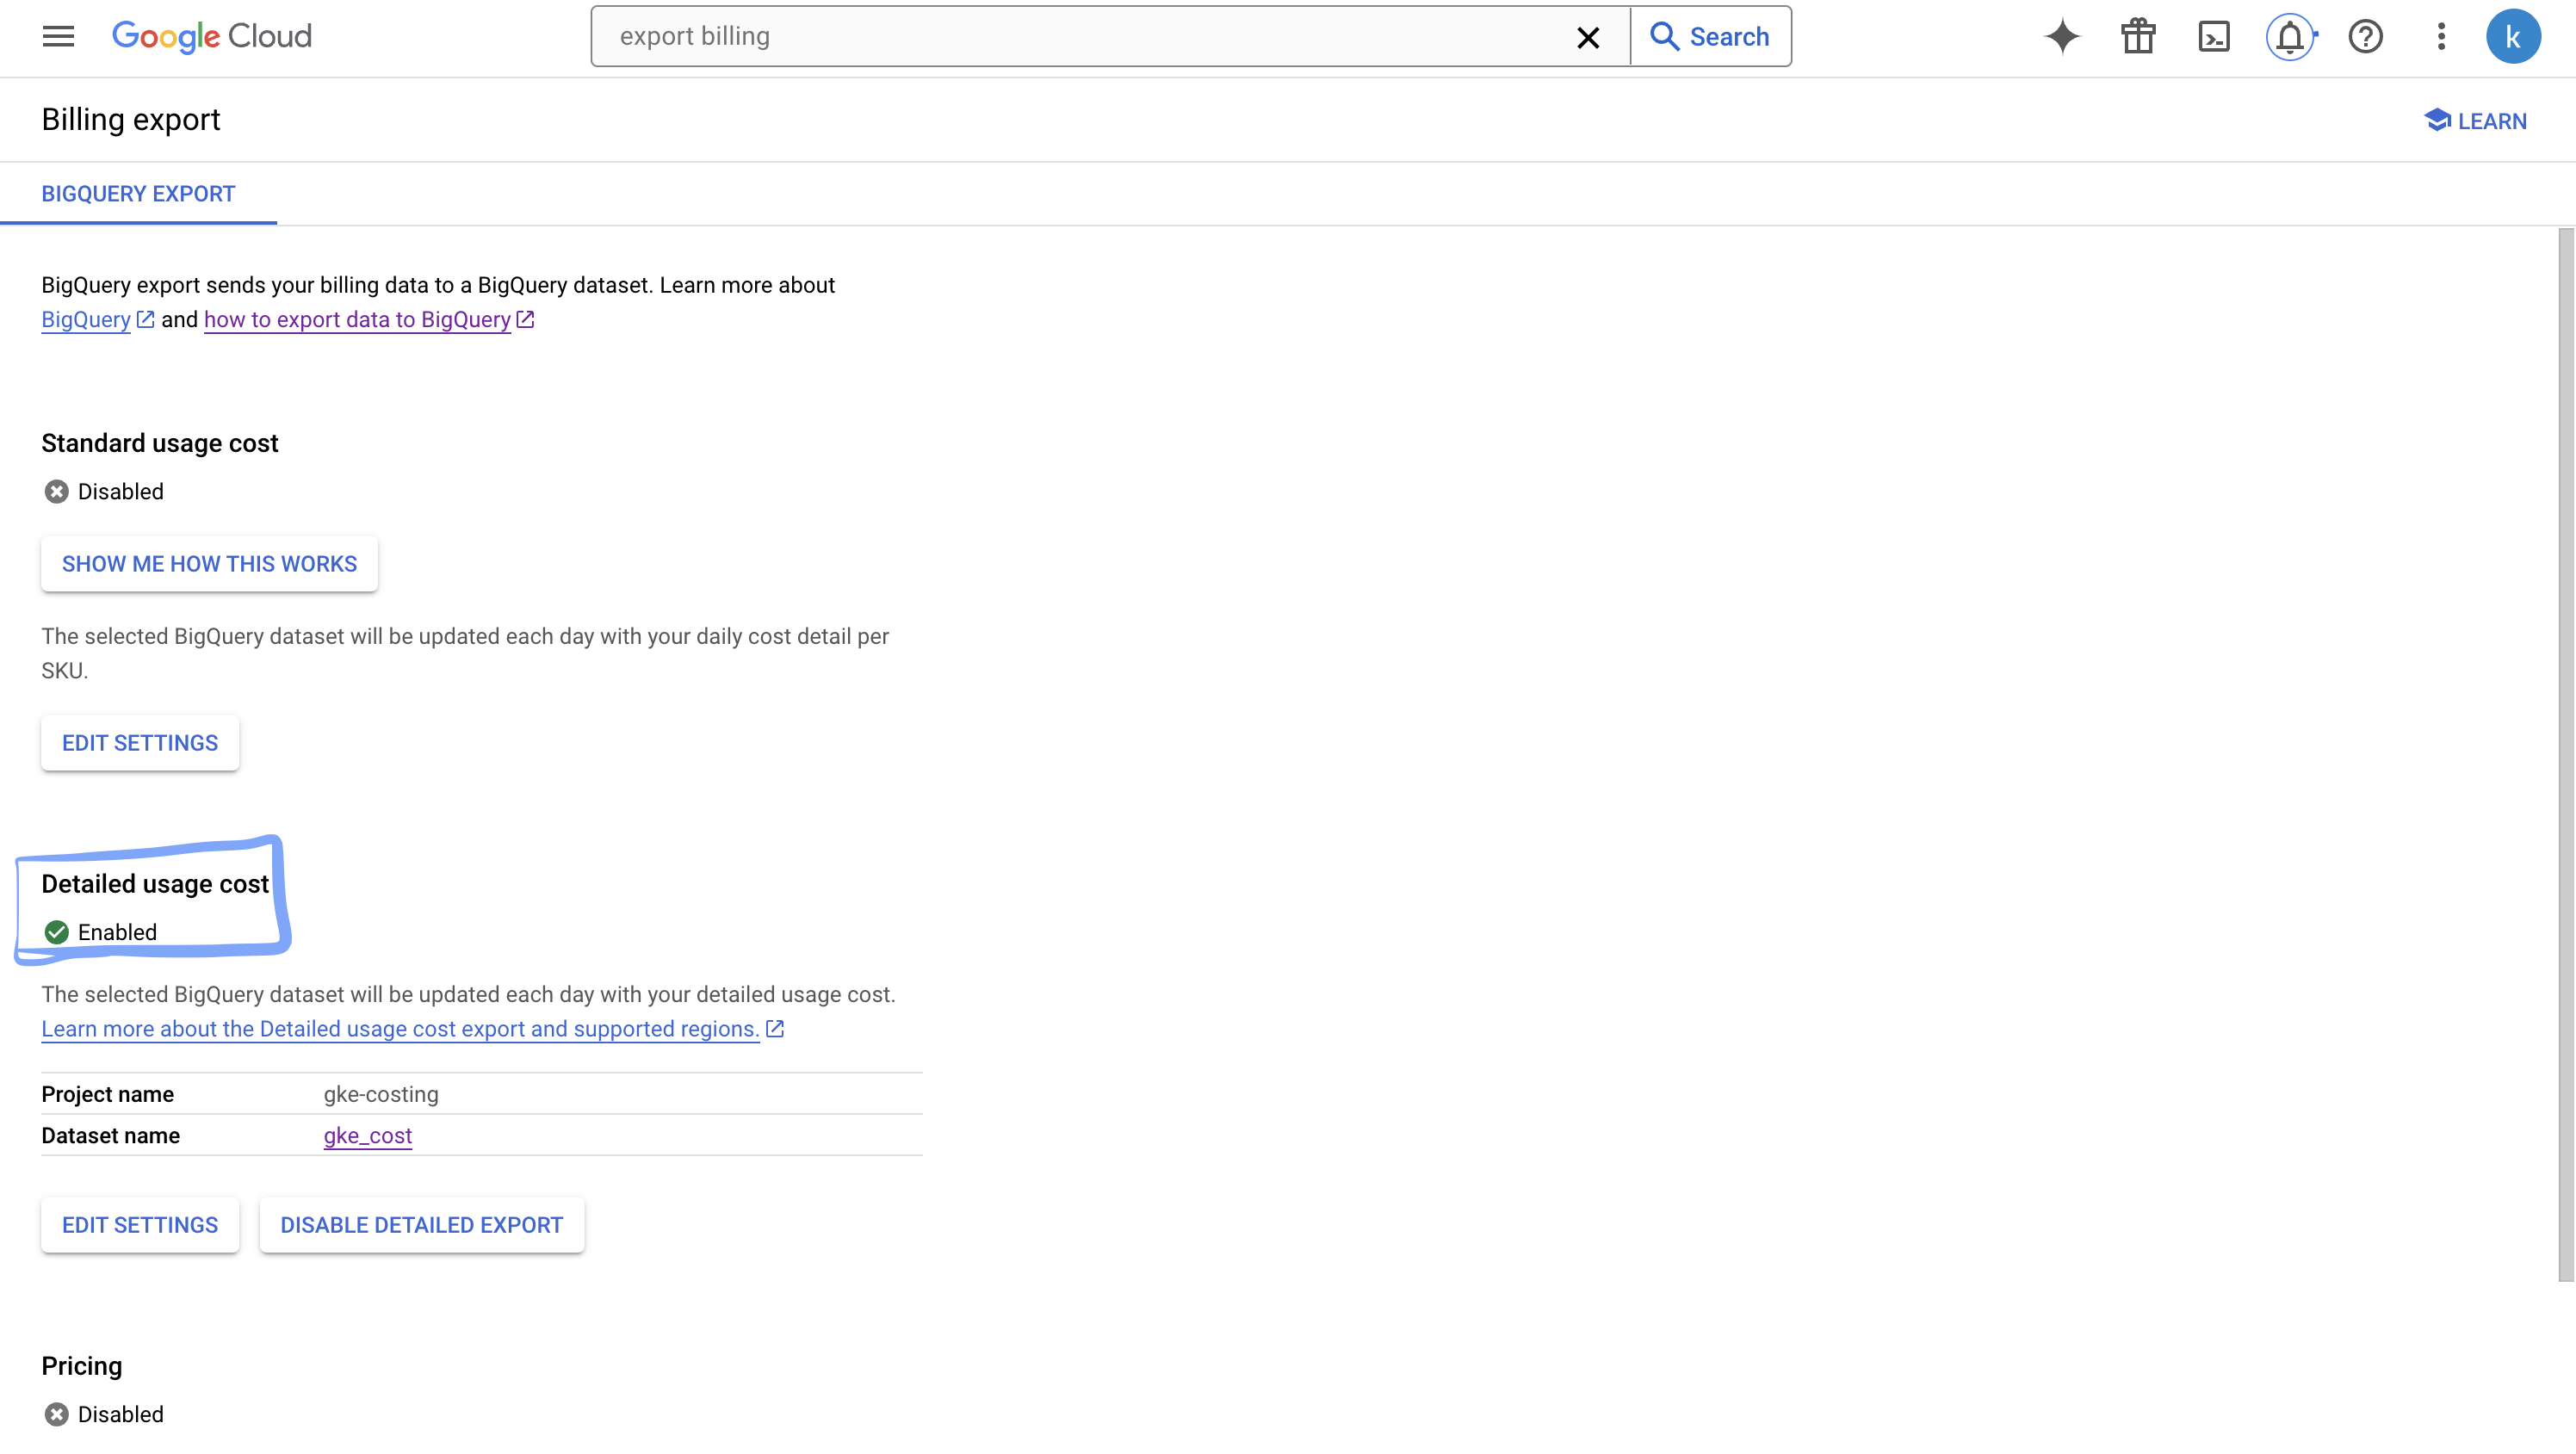 Google Cloud
export billing
Search
k
Billing export
LEARN
BIGQUERY EXPORT
BigQuery export sends your billing data to a BigQuery dataset. Learn more about
BigQuery and how to export data to BigQuery
Standard usage cost
Disabled
SHOW ME HOW THIS WORKS
The selected BigQuery dataset will be updated each day with your daily cost detail per
SKU.
EDIT SETTINGS
Detailed usage cost
Enabled
The selected BigQuery dataset will be updated each day with your detailed usage cost.
Learn more about the Detailed usage cost export and supported regions.
Project name gke-costing
Dataset name gke_cost
EDIT SETTINGS DISABLE DETAILED EXPORT
Pricing
Disabled